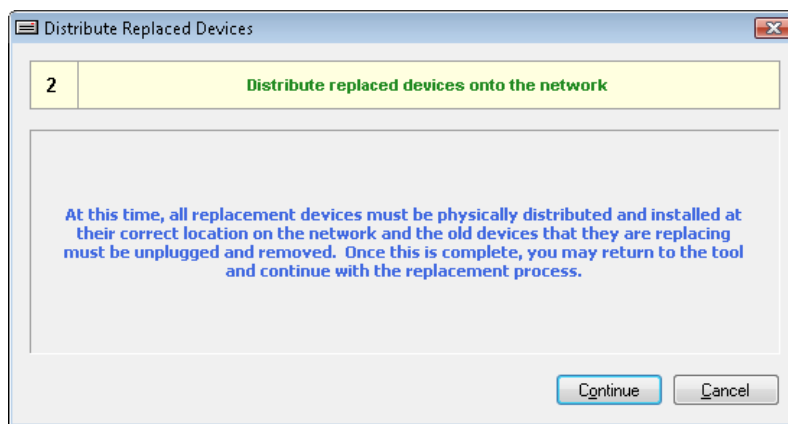 Distribute Replaced Devices
2
Distribute replaced devices onto the network
At this time, all replacement devices must be physically distributed and installed at
their correct location on the network and the old devices that they are replacing
must be unplugged and removed.  Once this is complete, you may return to the tool
and continue with the replacement process.
Continue
Cancel